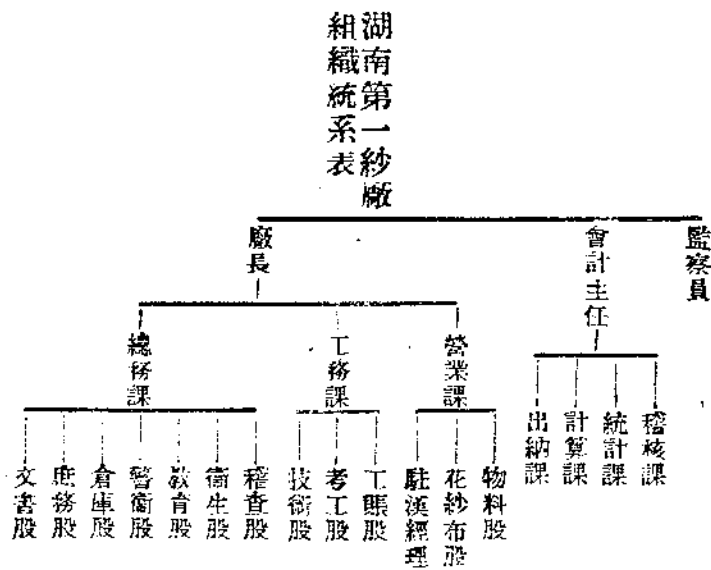 湖南第一紗廠
組織統系表
監察員
會計主任
廠長
稽核課
統計課
計算課
出納課
營業課
工務課
總務課
物料股
花紗布股
駐漢經理
工賬股
考工股
技術股
稽查股
衛生股
教育股
警衛股
倉庫股
庶務股
文書股